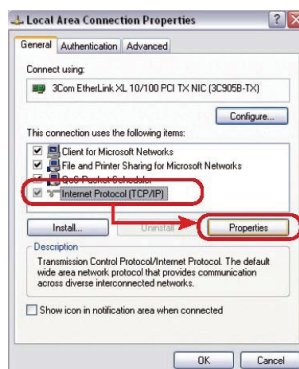 Local Area Connection Properties
General Authentication Advanced
Connect using:
3Com EtherLink XL 10/100 PCI TX NIC (3C905B-TX)
Configure...
This connection uses the following items:
Client for Microsoft Networks
File and Printer Sharing for Microsoft Networks
QoS Packet Scheduler
Internet Protocol (TCP/IP)
Install... Uninstall Properties
Description
Transmission Control Protocol/Internet Protocol. The default
wide area network protocol that provides communication
across diverse interconnected networks.
Show icon in notification area when connected
OK Cancel